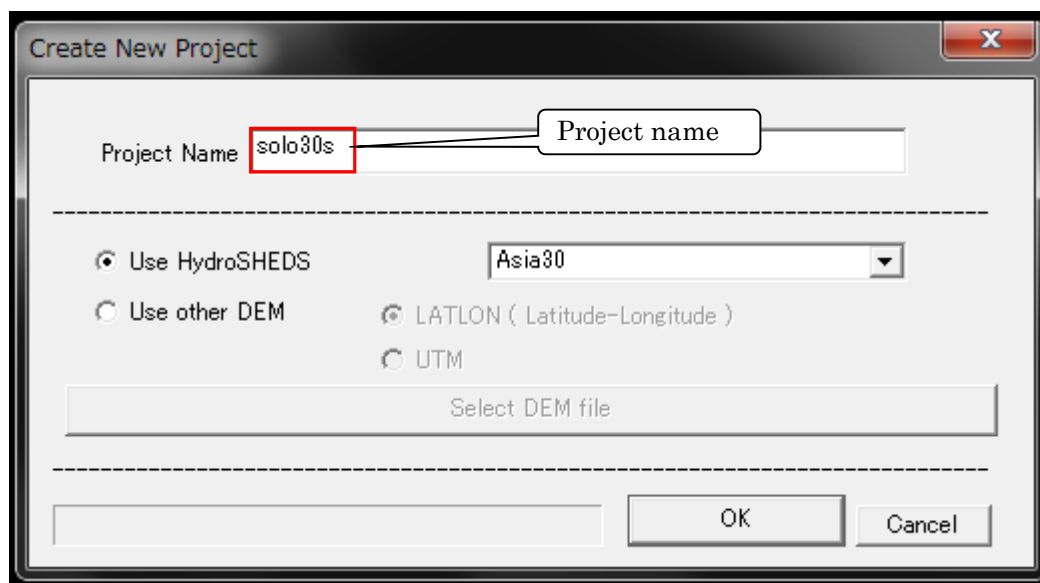 Create New Project
x
Project Name solo30s Project name
Use HydroSHEDS Asia30
Use other DEM LATLON ( Latitude-Longitude )
UTM
Select DEM file
OK Cancel